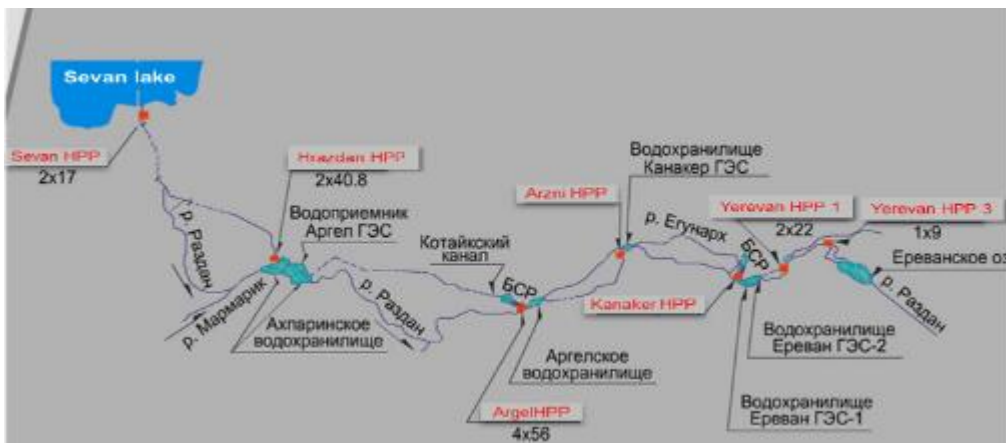 Sevan lake
Sevan HPP
2x17
р. Раздан
р. Мармарик
Hrazdan HPP
2x40.8
Водоприемник
Аргел ГЭС
Ахпаринское
водохранилище
р. Раздан
Котайкский
канал
БСР
ArgelHPP
4x56
Аргелское
водохранилище
Arzni HPP
Водохранилище
Канакер ГЭС
р. Егунарх
БСР
Kanaker HPP
Yerevan HPP 1
2x22
Yerevan HPP 3
1x9
Ереванское оз
р. Раздан
Водохранилище
Ереван ГЭС-2
Водохранилище
Ереван ГЭС-1